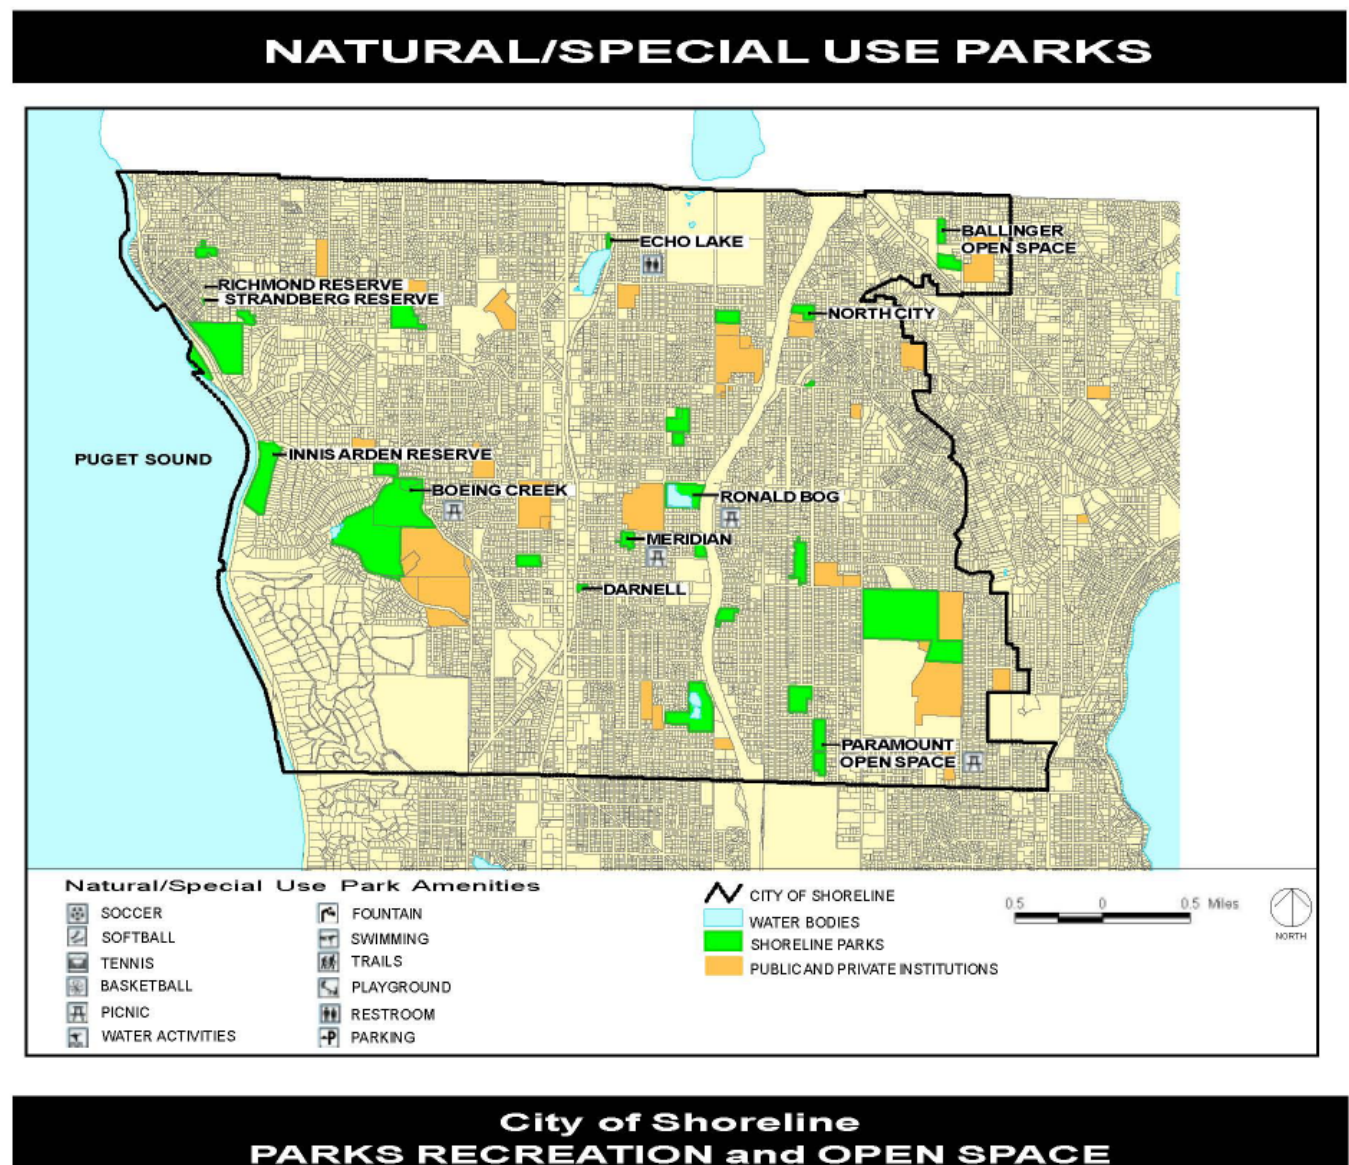 NATURAL/SPECIAL USE PARKS
ECHO LAKE
BALLINGER
OPEN SPACE
RICHMOND RESERVE
STRANDBERG RESERVE
NORTH CITY
PUGET SOUND
INNIS ARDEN RESERVE
BOEING CREEK
RONALD BOG
MERIDIAN
DARNELL
PARAMOUNT
OPEN SPACE
Natural/Special Use Park Amenities
SOCCER
SOFTBALL
TENNIS
BASKETBALL
PICNIC
WATER ACTIVITIES
FOUNTAIN
SWIMMING
TRAILS
PLAYGROUND
RESTROOM
P
PARKING
CITY OF SHORELINE
WATER BODIES
SHORELINE PARKS
PUBLIC AND PRIVATE INSTITUTIONS
0.5 0 0.5 Miles
NORTH
City of Shoreline
PARKS RECREATION and OPEN SPACE